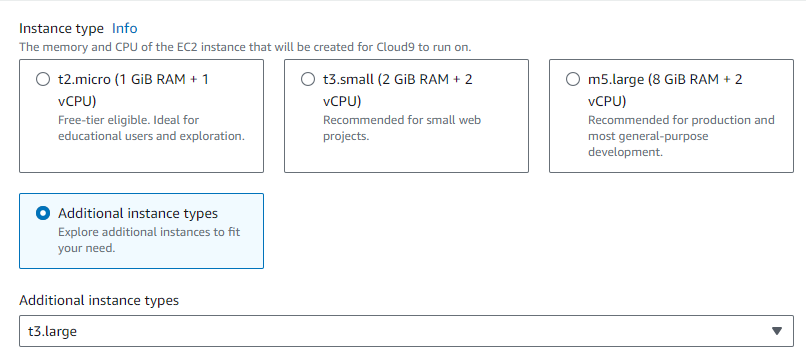 Instance type Info
The memory and CPU of the EC2 instance that will be created for Cloud9 to run on.
t2.micro (1 GiB RAM + 1
vCPU)
Free-tier eligible. Ideal for
educational users and exploration.
t3.small (2 GiB RAM + 2
vCPU)
Recommended for small web
projects.
m5.large (8 GiB RAM + 2
vCPU)
Recommended for production and
most general-purpose
development.
Additional instance types
Explore additional instances to fit
your need.
Additional instance types
t3.large